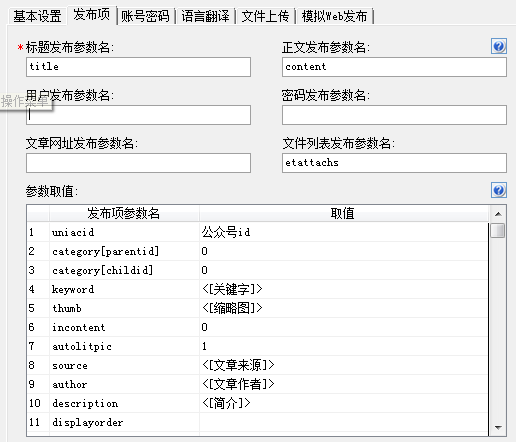 基本设置 发布项 账号密码 语言翻译 文件上传 模拟Web发布
*标题发布参数名: 正文发布参数名:
title content
用户发布参数名: 密码发布参数名:
操作菜单
文章网址发布参数名: 文件列表发布参数名:
etattachs
参数取值:
发布项参数名 取值
1 uniacid 公众号id
2 category[parentid] 0
3 category[childid] 0
4 keyword <[关键字]>
5 thumb <[缩略图]>
6 incontent 0
7 autolitpic 1
8 source <[文章来源]>
9 author <[文章作者]>
10 description <[简介]>
11 displayorder